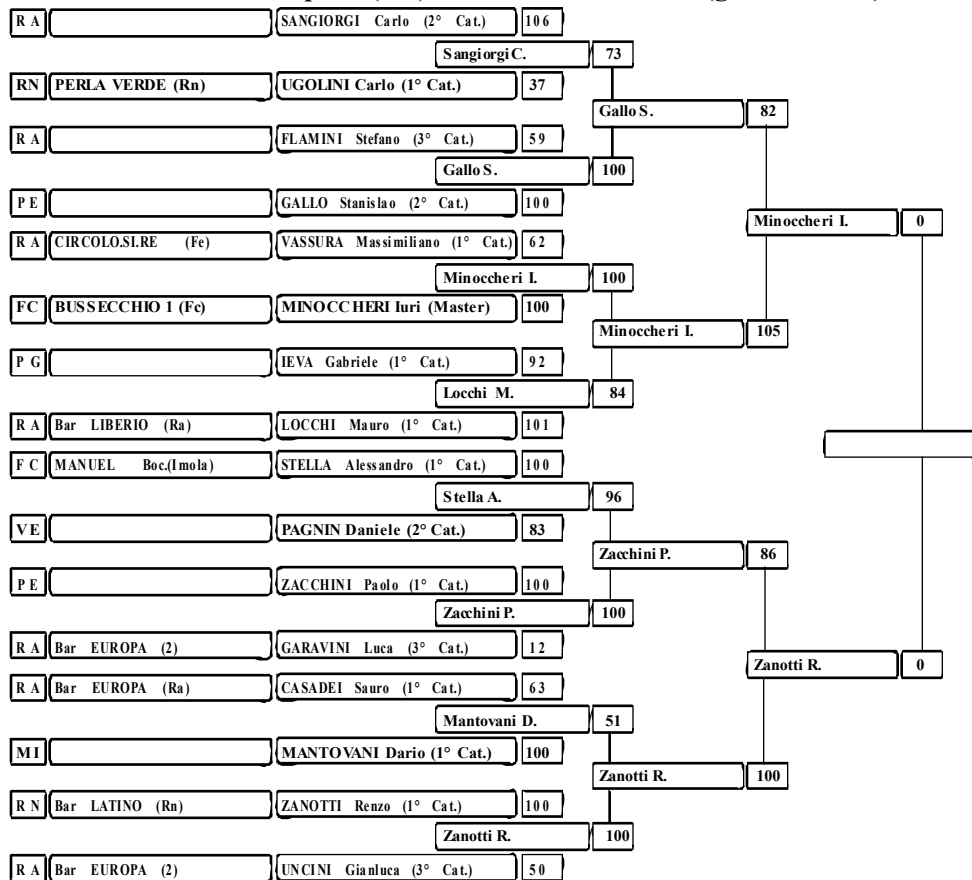 R A SANGIORGI Carlo (2° Cat.) 106
Sangiorgi C. 73
RN PERLA VERDE (Rn) UGOLINI Carlo (1° Cat.) 37
Gallo S. 82
R A FLAMINI Stefano (3° Cat.) 59
Gallo S. 100
P E GALLO Stanislao (2° Cat.) 100
Minoccheri I. 0
R A CIRCOLO.SI.RE (Fe) VASSURA Massimiliano (1° Cat.) 62
Minoccheri I. 100
FC BUSSECCHIO 1 (Fc) MINOCCHERI Iuri (Master) 100
Minoccheri I. 105
P G IEVA Gabriele (1° Cat.) 92
Locchi M. 84
R A Bar LIBERIO (Ra) LOCCHI Mauro (1° Cat.) 101
F C MANUEL Boc.(Imola) STELLA Alessandro (1° Cat.) 100
Stella A. 96
VE PAGNIN Daniele (2° Cat.) 83
Zacchini P. 86
P E ZACCHINI Paolo (1° Cat.) 100
Zacchini P. 100
R A Bar EUROPA (2) GARAVINI Luca (3° Cat.) 12
Zanotti R. 0
R A Bar EUROPA (Ra) CASADEI Sauro (1° Cat.) 63
Mantovani D. 51
MI MANTOVANI Dario (1° Cat.) 100
Zanotti R. 100
R N Bar LATINO (Rn) ZANOTTI Renzo (1° Cat.) 100
Zanotti R. 100
R A Bar EUROPA (2) UNCINI Gianluca (3° Cat.) 50